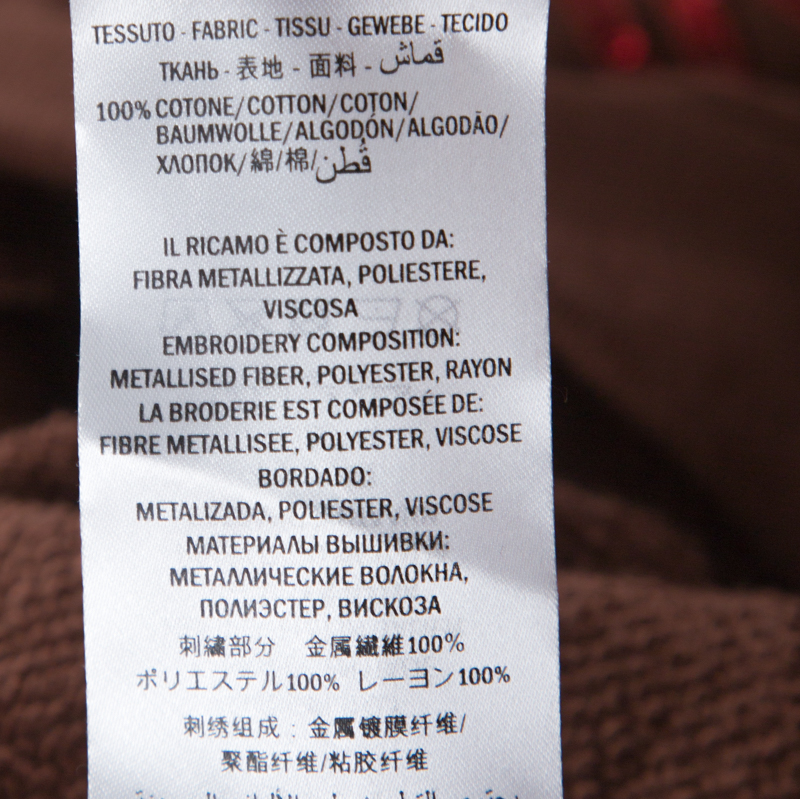 TESSUTO - FABRIC - TISSU - GEWEBE - TECIDO
ТКАНЬ - 表地 - 面料 - قماش
100% COTONE/COTTON/COTON/
BAUMWOLLE/ALGODÓN/ALGODÃO/
ХЛОПОК/綿/棉/قُطن
IL RICAMO È COMPOSTO DA:
FIBRA METALLIZZATA, POLIESTERE,
VISCOSA
EMBROIDERY COMPOSITION:
METALLISED FIBER, POLYESTER, RAYON
LA BRODERIE EST COMPOSÉE DE:
FIBRE METALLISEE, POLYESTER, VISCOSE
BORDADO:
METALIZADA, POLIESTER, VISCOSE
МАТЕРИАЛЫ ВЫШИВКИ:
МЕТАЛЛИЧЕСКИЕ ВОЛОКНА,
ПОЛИЭСТЕР, ВИСКОЗА
刺繍部分 金属繊維100%
ポリエステル100% レーヨン100%
刺绣组成：金属镀膜纤维/
聚酯纤维/粘胶纤维